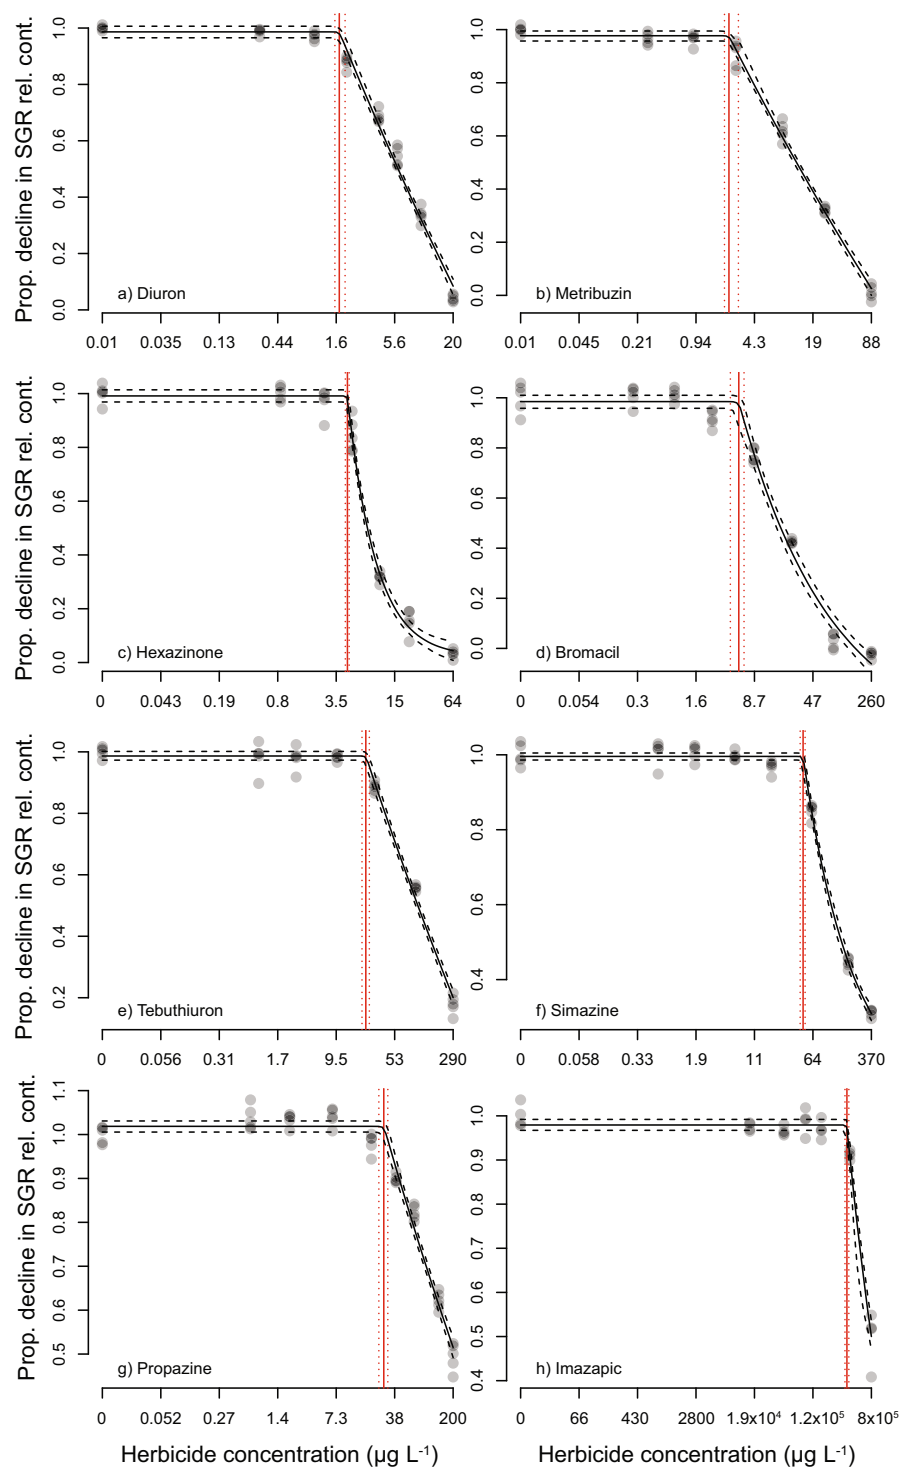 Prop. decline in SGR rel. cont.
0.0 0.2 0.4 0.6 0.8 1.0
a) Diuron
0.01 0.035 0.13 0.44 1.6 5.6 20
0.0 0.2 0.4 0.6 0.8 1.0
b) Metribuzin
0.01 0.045 0.21 0.94 4.3 19 88
Prop. decline in SGR rel. cont.
0.0 0.2 0.4 0.6 0.8 1.0
c) Hexazinone
0 0.043 0.19 0.8 3.5 15 64
0.0 0.2 0.4 0.6 0.8 1.0
d) Bromacil
0 0.054 0.3 1.6 8.7 47 260
Prop. decline in SGR rel. cont.
0.2 0.4 0.6 0.8 1.0
e) Tebuthiuron
0 0.056 0.31 1.7 9.5 53 290
0.4 0.6 0.8 1.0
f) Simazine
0 0.058 0.33 1.9 11 64 370
Prop. decline in SGR rel. cont.
0.5 0.6 0.7 0.8 0.9 1.0 1.1
g) Propazine
0 0.052 0.27 1.4 7.3 38 200
Herbicide concentration (µg L⁻¹)
0.4 0.5 0.6 0.7 0.8 0.9 1.0
h) Imazapic
0 66 430 2800 1.9x10⁴ 1.2x10⁵ 8x10⁵
Herbicide concentration (µg L⁻¹)